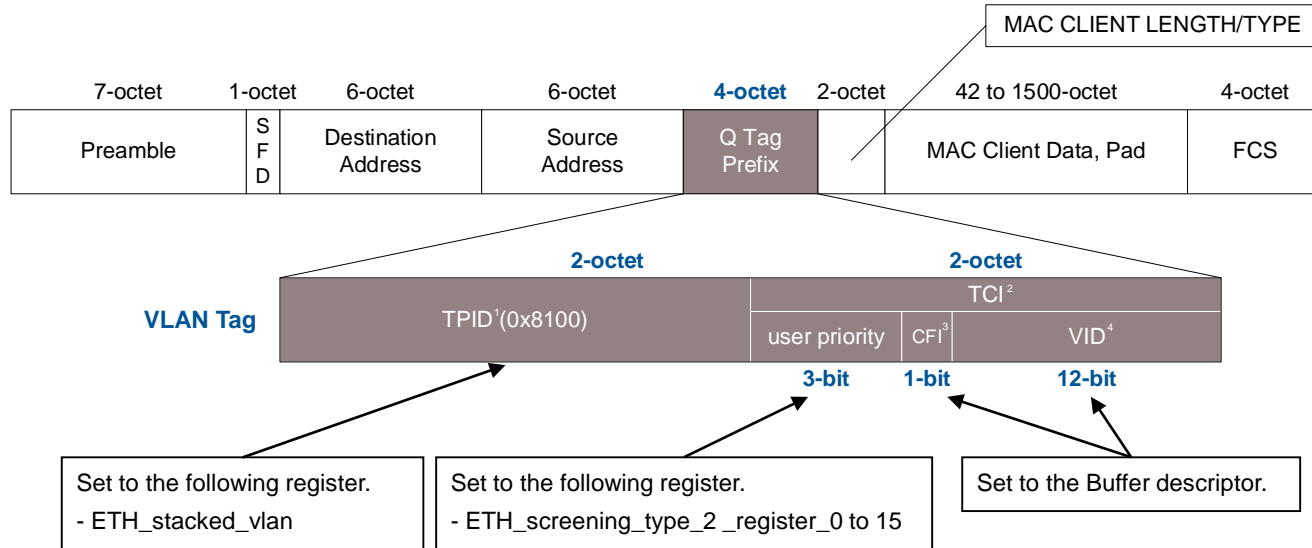 MAC CLIENT LENGTH/TYPE
7-octet 1-octet 6-octet 6-octet 4-octet 2-octet 42 to 1500-octet 4-octet
Preamble
S
F
D
Destination
Address
Source
Address
Q Tag
Prefix
MAC Client Data, Pad
FCS
2-octet 2-octet
VLAN Tag
TPID¹(0x8100)
TCI²
user priority CFI³ VID⁴
3-bit 1-bit 12-bit
Set to the following register.
- ETH_stacked_vlan
Set to the following register.
- ETH_screening_type_2 _register_0 to 15
Set to the Buffer descriptor.